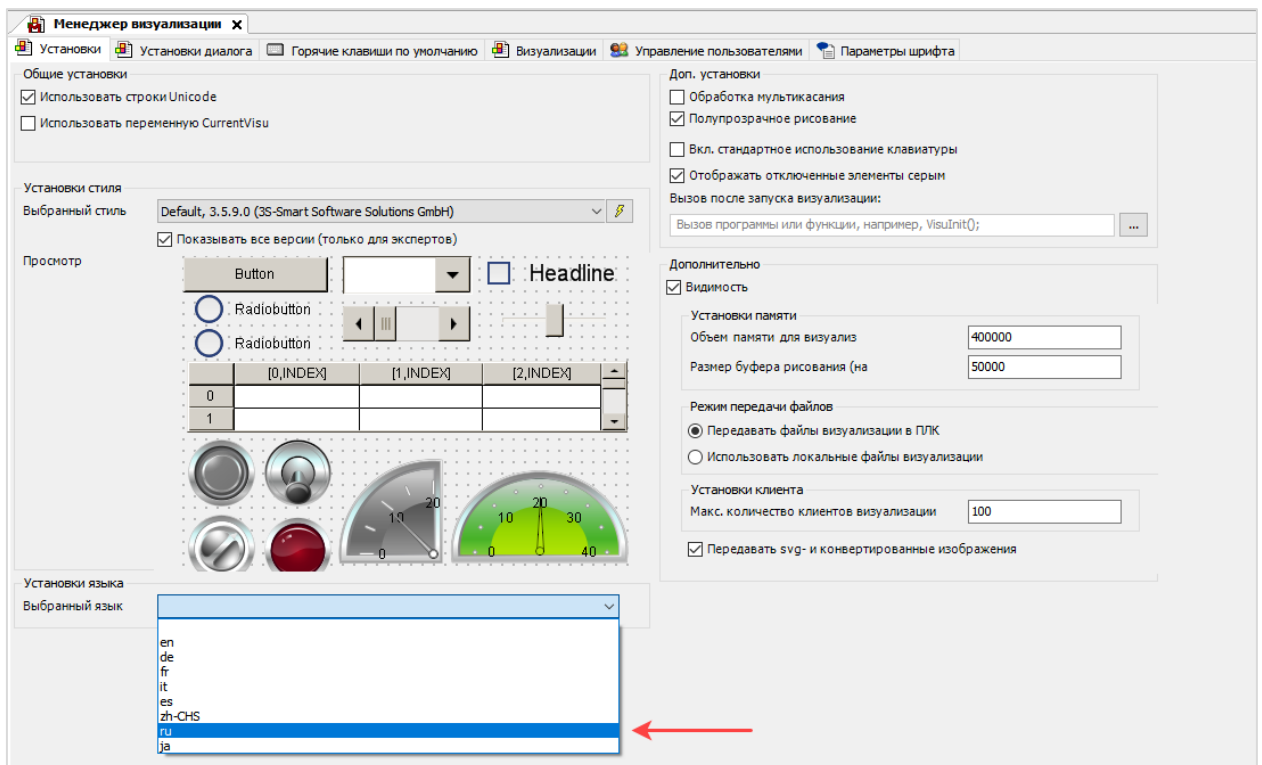 Менеджер визуализации X
Установки Установки диалога Горячие клавиши по умолчанию Визуализации Управление пользователями Параметры шрифта
Общие установки
Использовать строки Unicode
Использовать переменную CurrentVisu
Установки стиля
Выбранный стиль Default, 3.5.9.0 (3S-Smart Software Solutions GmbH)
Показывать все версии (только для экспертов)
Просмотр
Button
Headline
Radiobutton
Radiobutton
[0,INDEX] [1,INDEX] [2,INDEX]
0
1
0 10 20
0 10 20 30 40
Установки языка
Выбранный язык
en
de
fr
it
es
zh-CHS
ru
ja
Доп. установки
Обработка мультикасания
Полупрозрачное рисование
Вкл. стандартное использование клавиатуры
Отображать отключенные элементы серым
Вызов после запуска визуализации:
Вызов программы или функции, например, VisuInit(); ...
Дополнительно
Видимость
Установки памяти
Объем памяти для визуализ 400000
Размер буфера рисования (на 50000
Режим передачи файлов
Передавать файлы визуализации в ПЛК
Использовать локальные файлы визуализации
Установки клиента
Макс. количество клиентов визуализации 100
Передавать svg- и конвертированные изображения